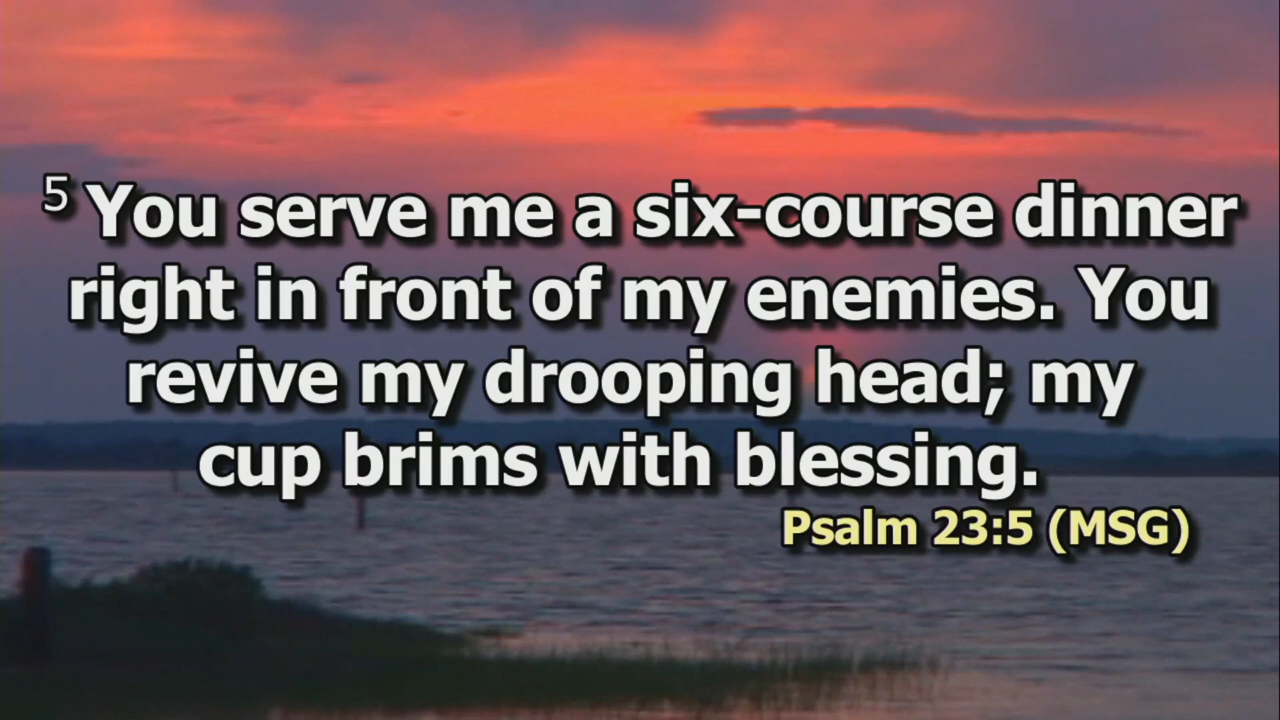 5 You serve me a six-course dinner
right in front of my enemies. You
revive my drooping head; my
cup brims with blessing.
Psalm 23:5 (MSG)